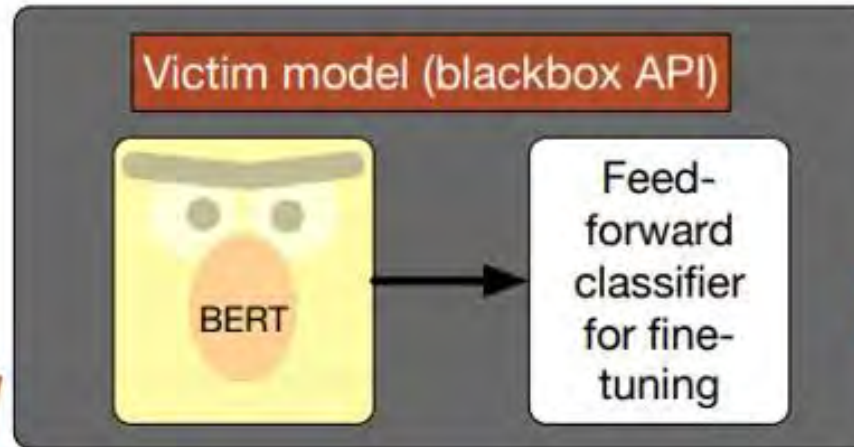 Victim model (blackbox API)
BERT
Feed-
forward
classifier
for fine-
tuning